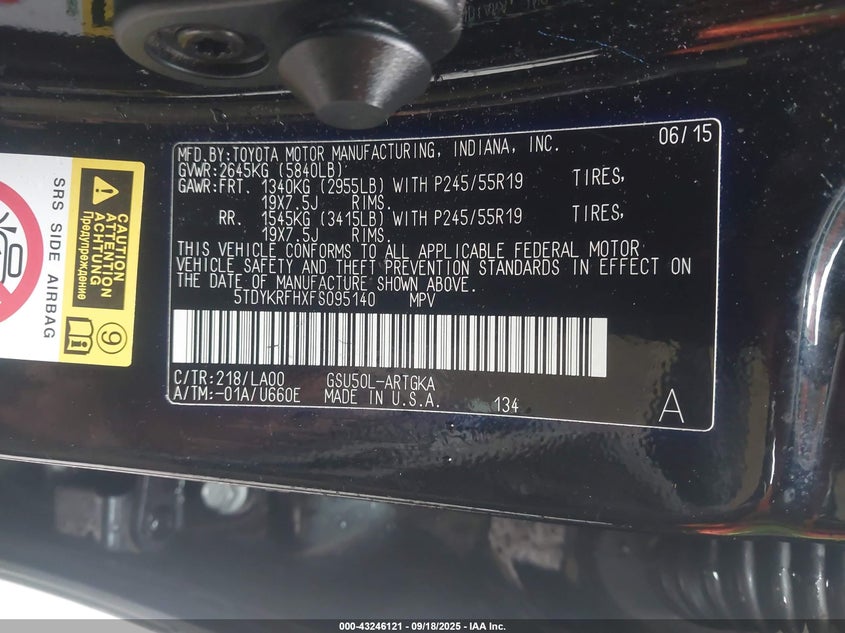 06/15
MFD.BY:TOYOTA MOTOR MANUFACTURING, INDIANA, INC.
GVWR:2645KG (5840LB)
GAWR:FRT. 1340KG (2955LB) WITH P245/55R19 TIRES,
19X7.5J RIMS.
RR. 1545KG (3415LB) WITH P245/55R19 TIRES,
19X7.5J RIMS.
THIS VEHICLE CONFORMS TO ALL APPLICABLE FEDERAL MOTOR
VEHICLE SAFETY AND THEFT PREVENTION STANDARDS IN EFFECT ON
THE DATE OF MANUFACTURE SHOWN ABOVE.
5TDYKRFHXFS095140 MPV
C/TR:218/LA00 GSU50L-ARTGKA
A/TM:-01A/U660E MADE IN U.S.A. 134 A
SRS SIDE AIRBAG
CAUTION
ATTENTION
ACHTUNG
Предупреждение
9
000-43246121 - 09/18/2025 - IAA Inc.